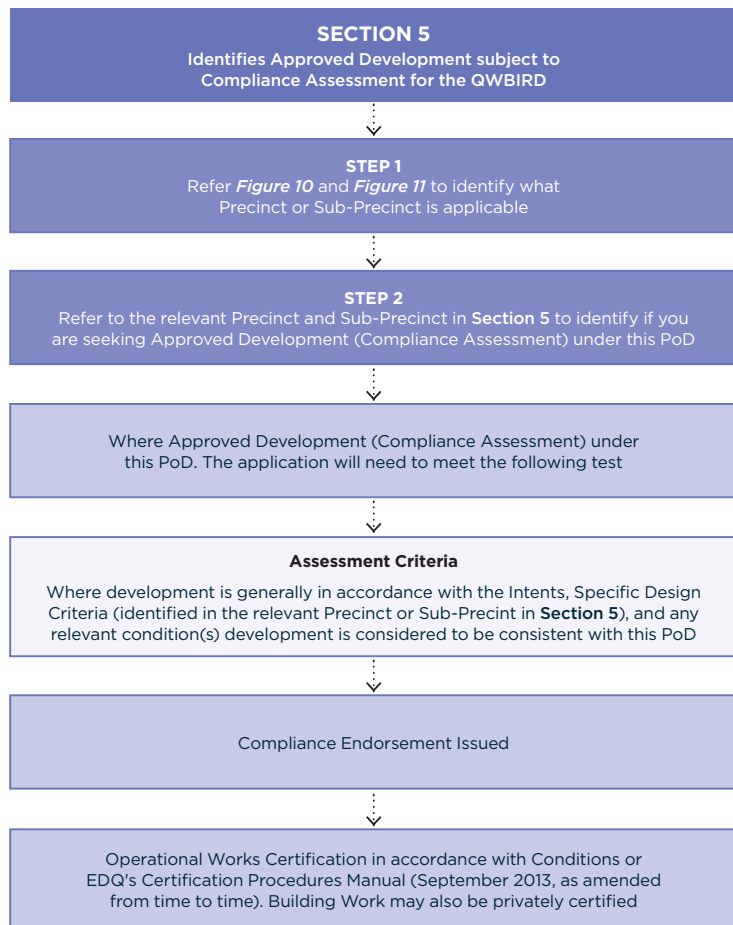 SECTION 5
Identifies Approved Development subject to
Compliance Assessment for the QWBIRD
STEP 1
Refer Figure 10 and Figure 11 to identify what
Precinct or Sub-Precinct is applicable
STEP 2
Refer to the relevant Precinct and Sub-Precinct in Section 5 to identify if you
are seeking Approved Development (Compliance Assessment) under this PoD
Where Approved Development (Compliance Assessment) under
this PoD. The application will need to meet the following test
Assessment Criteria
Where development is generally in accordance with the Intents, Specific Design
Criteria (identified in the relevant Precinct or Sub-Precint in Section 5), and any
relevant condition(s) development is considered to be consistent with this PoD
Compliance Endorsement Issued
Operational Works Certification in accordance with Conditions or
EDQ's Certification Procedures Manual (September 2013, as amended
from time to time). Building Work may also be privately certified